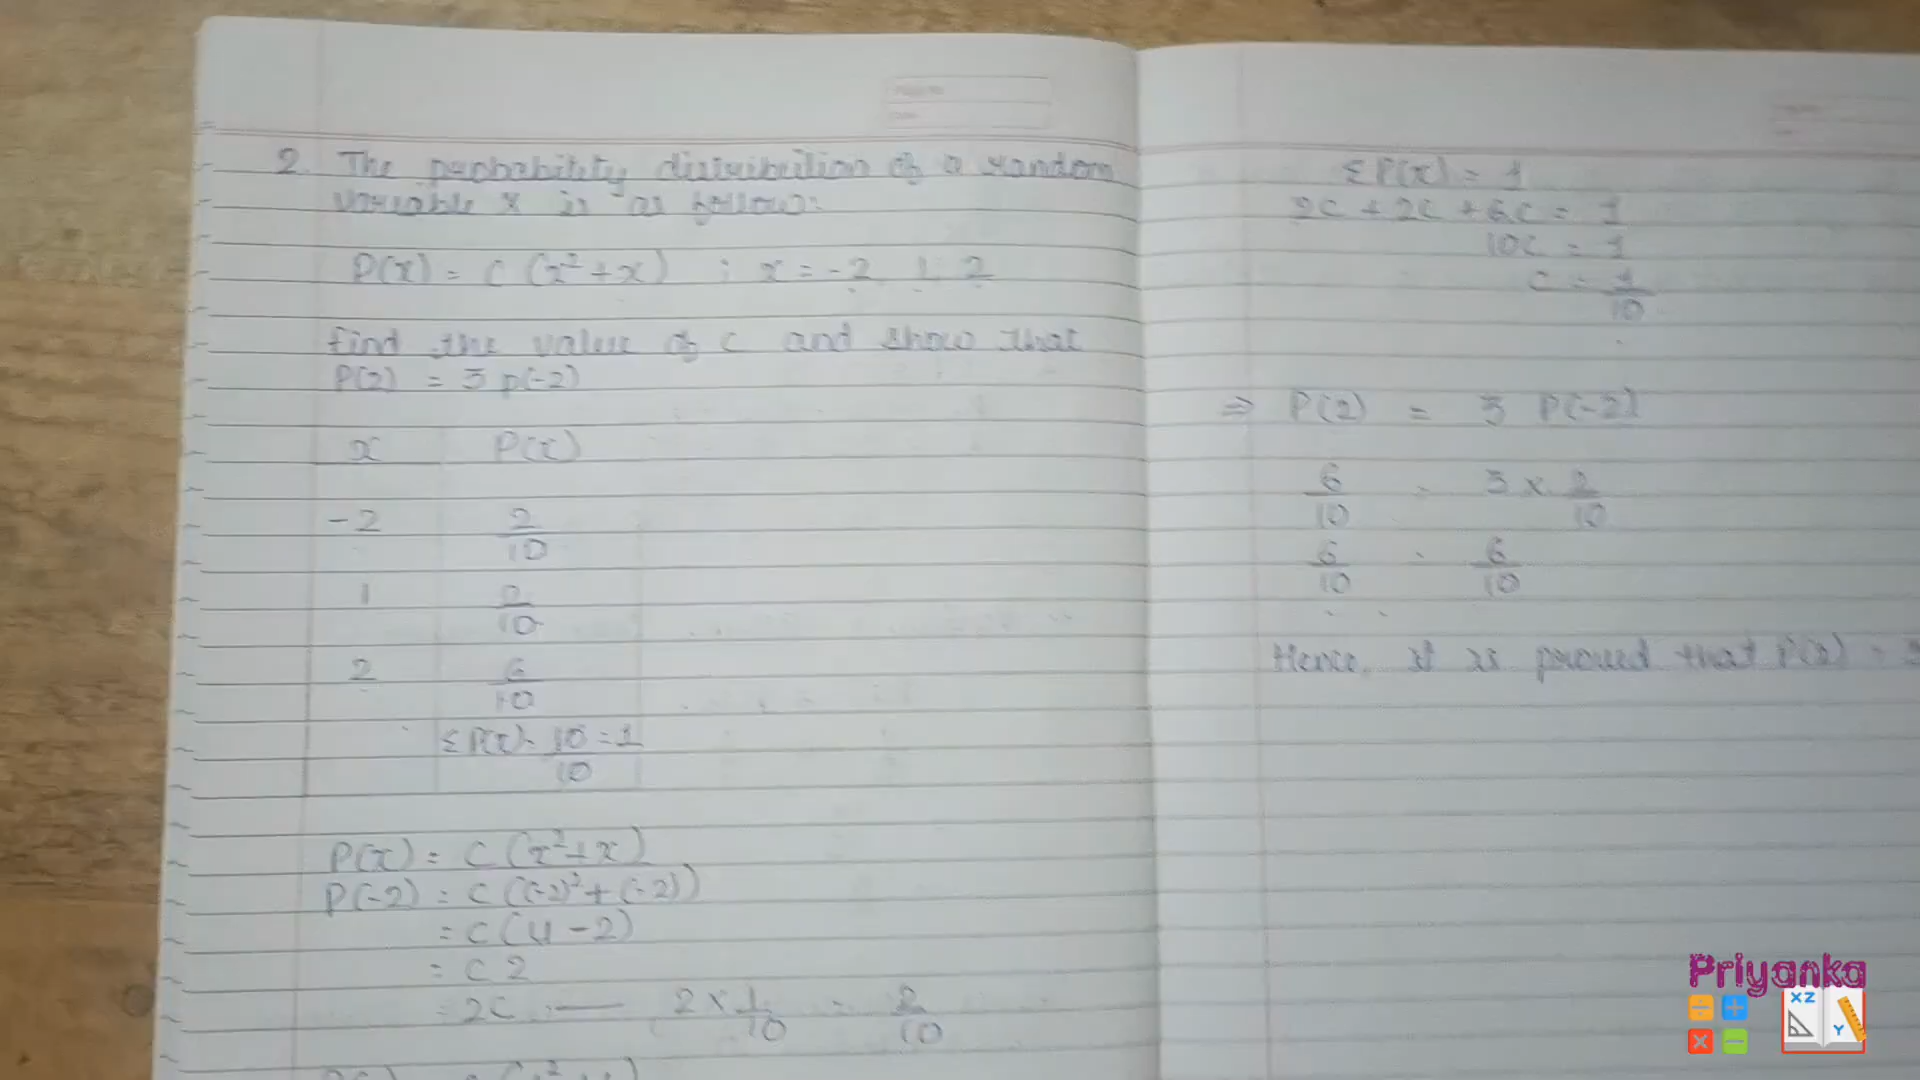 2. The probability distribution of a random
variable x is as follow:
P(x) = C (x²+x) ; x = -2, 1, 2
find the value of C and show that
P(2) = 3 p(-2)
x P(x)
-2 2/10
1 2/10
2 6/10
ΣP(x) = 10/10 = 1
P(x) = C (x²+x)
P(-2) = C ((-2)²+(-2))
= C (4-2)
= C 2
= 2C — 2 × 1/10 = 2/10
ΣP(x) = 1
2C + 2C + 6C = 1
10C = 1
C = 1/10
⇒ P(2) = 3 P(-2)
6/10 = 3 × 2/10
6/10 = 6/10
Hence, it is proved that P(2) =
Priyanka
XZ
Y